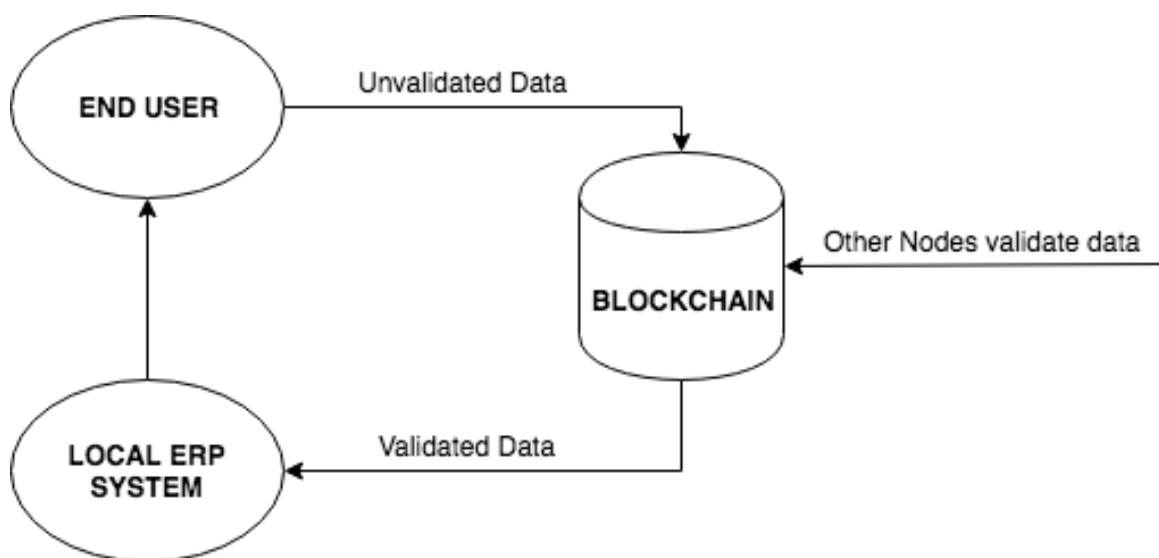 Unvalidated Data
END USER
Other Nodes validate data
BLOCKCHAIN
Validated Data
LOCAL ERP
SYSTEM